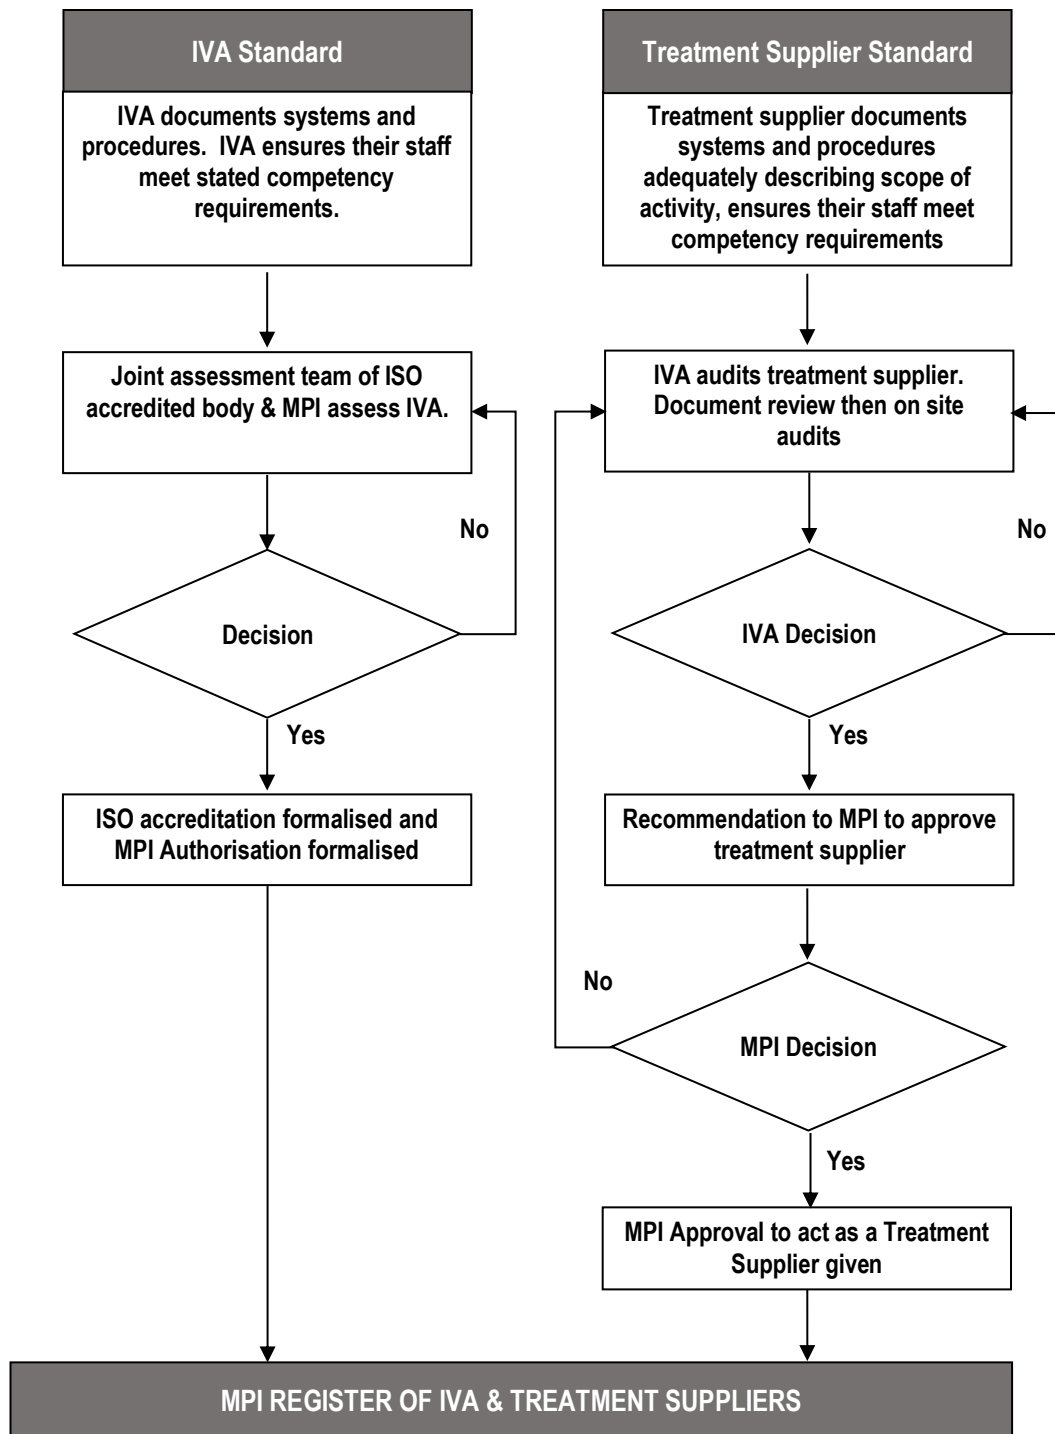 IVA Standard
IVA documents systems and
procedures.  IVA ensures their staff
meet stated competency
requirements.
Joint assessment team of ISO
accredited body & MPI assess IVA.
No
Decision
Yes
ISO accreditation formalised and
MPI Authorisation formalised
Treatment Supplier Standard
Treatment supplier documents
systems and procedures
adequately describing scope of
activity, ensures their staff meet
competency requirements
IVA audits treatment supplier.
Document review then on site
audits
No
IVA Decision
Yes
Recommendation to MPI to approve
treatment supplier
No
MPI Decision
Yes
MPI Approval to act as a Treatment
Supplier given
MPI REGISTER OF IVA & TREATMENT SUPPLIERS